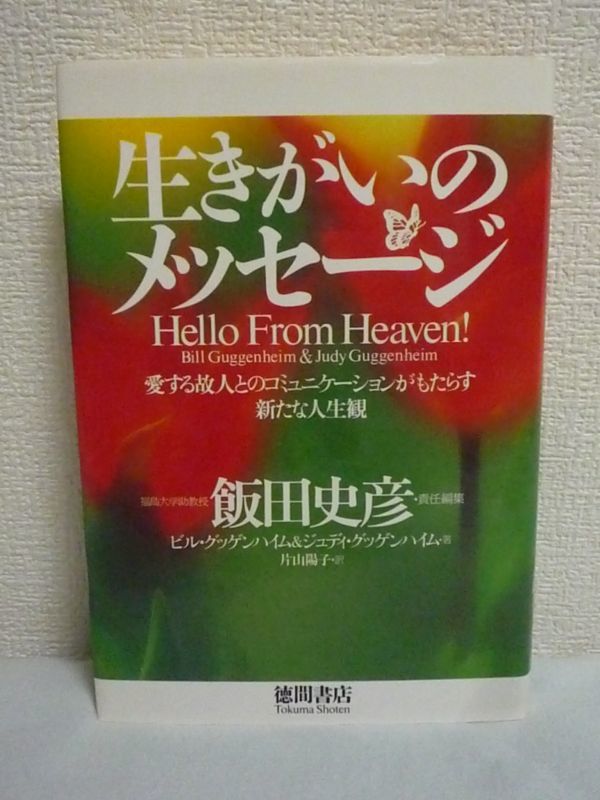 生きがいの
メッセージ
Hello From Heaven!
Bill Guggenheim & Judy Guggenheim
愛する故人とのコミュニケーションがもたらす
新たな人生観
福島大学助教授 飯田史彦・責任編集
ビル・グッゲンハイム&ジュディ・グッゲンハイム・著
片山陽子・訳
徳間書店
Tokuma Shoten